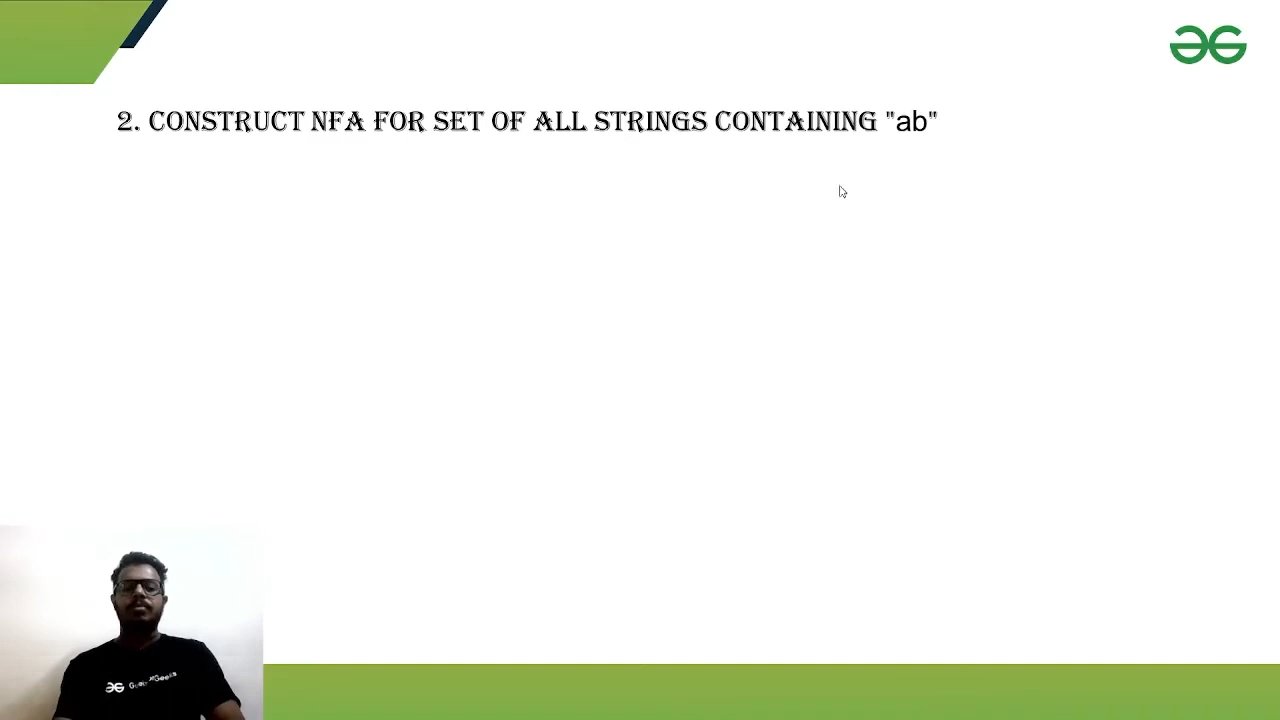 2. CONSTRUCT NFA FOR SET OF ALL STRINGS CONTAINING "ab"